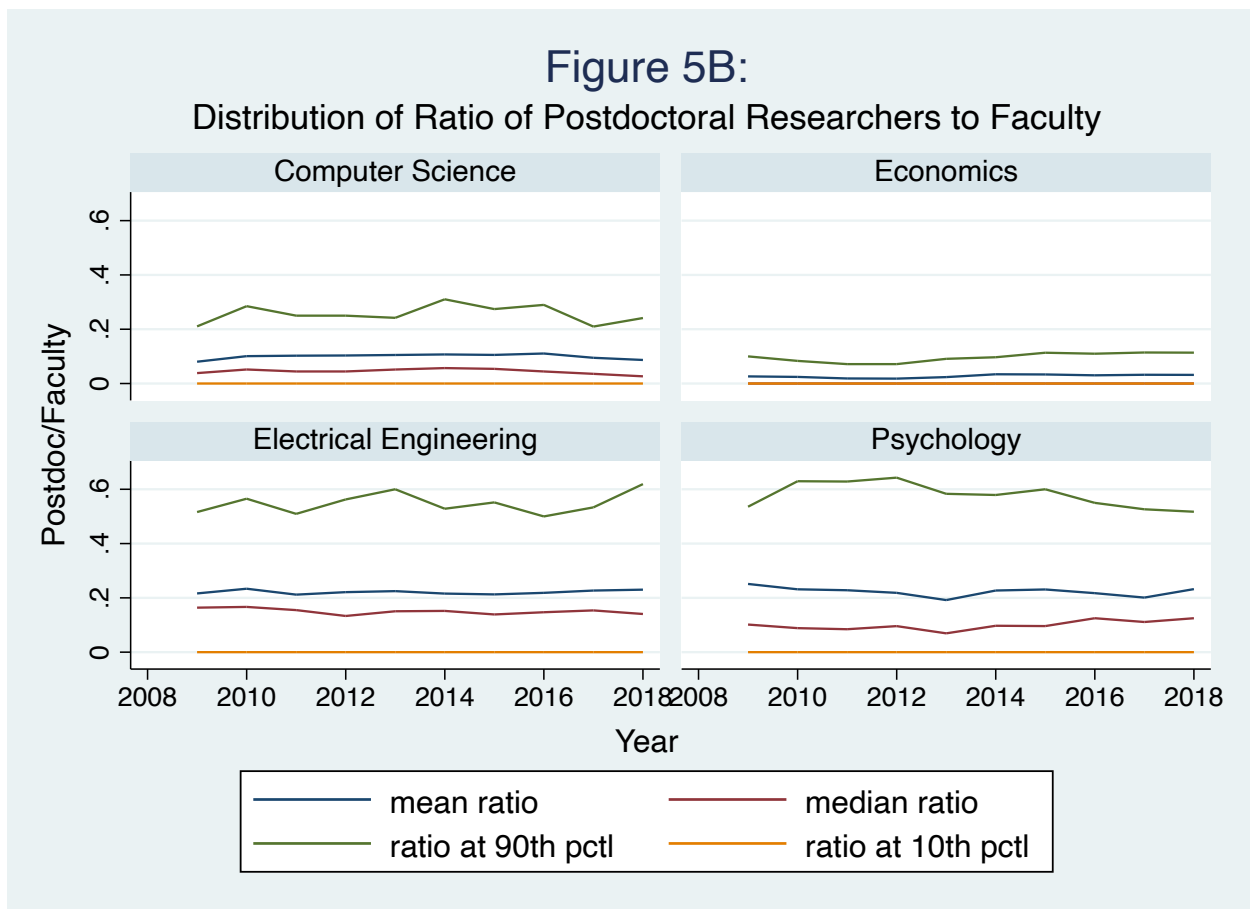 Figure 5B:
Distribution of Ratio of Postdoctoral Researchers to Faculty
Computer Science
Economics
.6
.4
.2
0
Electrical Engineering
Psychology
.6
.4
.2
0
Postdoc/Faculty
2008 2010 2012 2014 2016 2018
2008 2010 2012 2014 2016 2018
Year
mean ratio
median ratio
ratio at 90th pctl
ratio at 10th pctl